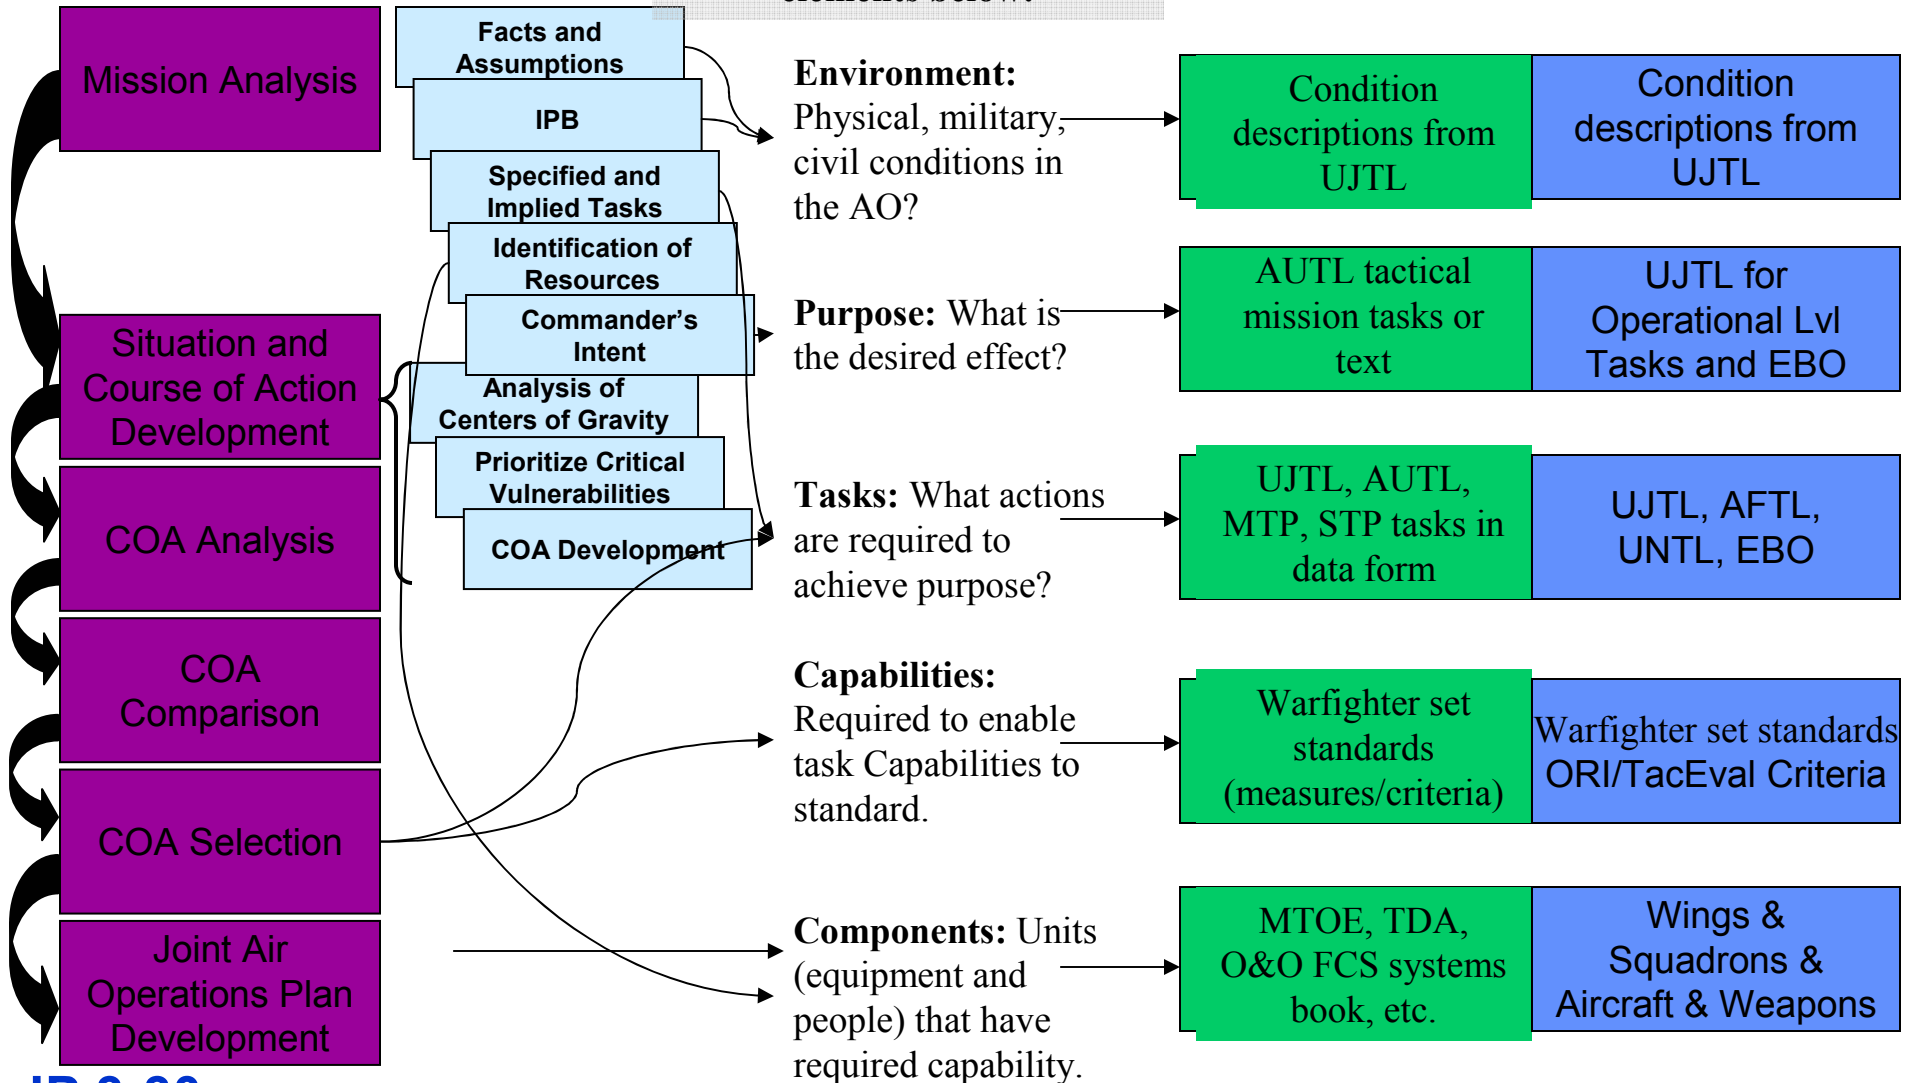 elements below.
Mission Analysis
Situation and
Course of Action
Development
COA Analysis
COA
Comparison
COA Selection
Joint Air
Operations Plan
Development
Facts and
Assumptions
IPB
Specified and
Implied Tasks
Identification of
Resources
Commander's
Intent
Analysis of
Centers of Gravity
Prioritize Critical
Vulnerabilities
COA Development
Environment:
Physical, military,
civil conditions in
the AO?
Purpose: What is
the desired effect?
Tasks: What actions
are required to
achieve purpose?
Capabilities:
Required to enable
task Capabilities to
standard.
Components: Units
(equipment and
people) that have
required capability.
Condition
descriptions from
UJTL
AUTL tactical
mission tasks or
text
UJTL, AUTL,
MTP, STP tasks in
data form
Warfighter set
standards
(measures/criteria)
MTOE, TDA,
O&O FCS systems
book, etc.
Condition
descriptions from
UJTL
UJTL for
Operational Lvl
Tasks and EBO
UJTL, AFTL,
UNTL, EBO
Warfighter set standards
ORI/TacEval Criteria
Wings &
Squadrons &
Aircraft & Weapons